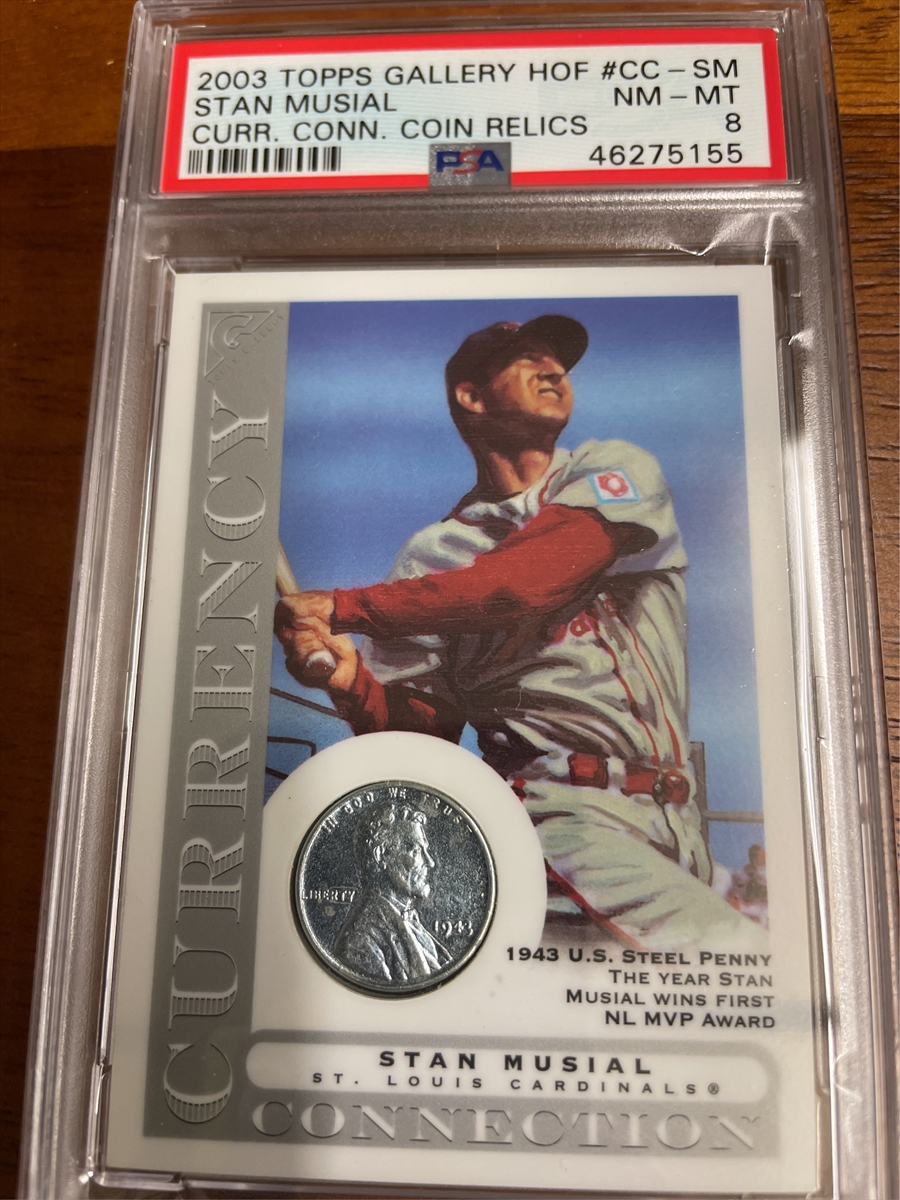 2003 TOPPS GALLERY HOF #CC-SM
STAN MUSIAL NM-MT
CURR. CONN. COIN RELICS 8
PSA 46275155
CURRENCY
IN GOD WE TRUST
LIBERTY
1943
1943 U.S. STEEL PENNY
THE YEAR STAN
MUSIAL WINS FIRST
NL MVP AWARD
STAN MUSIAL
ST. LOUIS CARDINALS®
CONNECTION